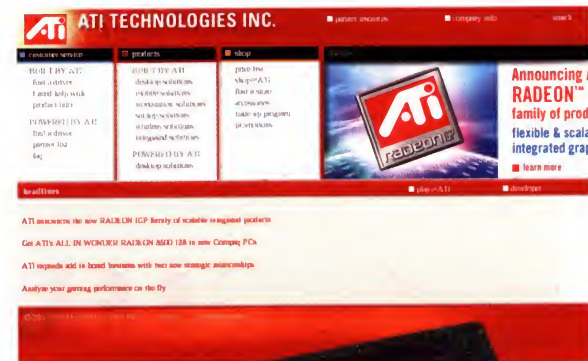 ATI TECHNOLOGIES INC.
ATI
partner resources
company info
search
customer service
products
shop
BUILT BY ATI
find a driver
I need help with
product info
POWERED BY ATI
find a driver
partner list
faq
BUILT BY ATI
desktop solutions
mobile solutions
workstation solutions
set top solutions
wireless solutions
integrated solutions
POWERED BY ATI
desktop solutions
price list
shop@ATI
find a store
accessories
trade up program
promotions
ATI
RADEON
Announcing
RADEON™
family of prod
flexible & scala
integrated grap
learn more
headlines
play@ATI
developer
ATI announces the new RADEON IGP family of scalable integrated products
Get ATI's ALL IN WONDER RADEON 8500 128 in new Compaq PCs
ATI expands add in board business with two new strategic relationships
Analyze your gaming performance on the fly